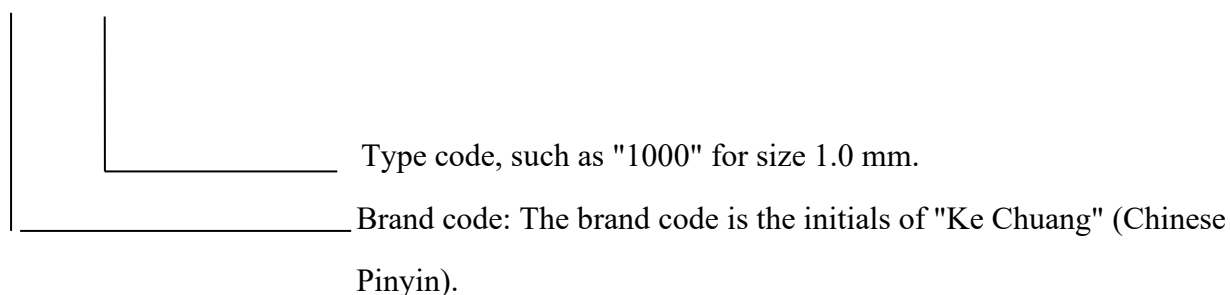 Type code, such as "1000" for size 1.0 mm.
Brand code: The brand code is the initials of "Ke Chuang" (Chinese
Pinyin).